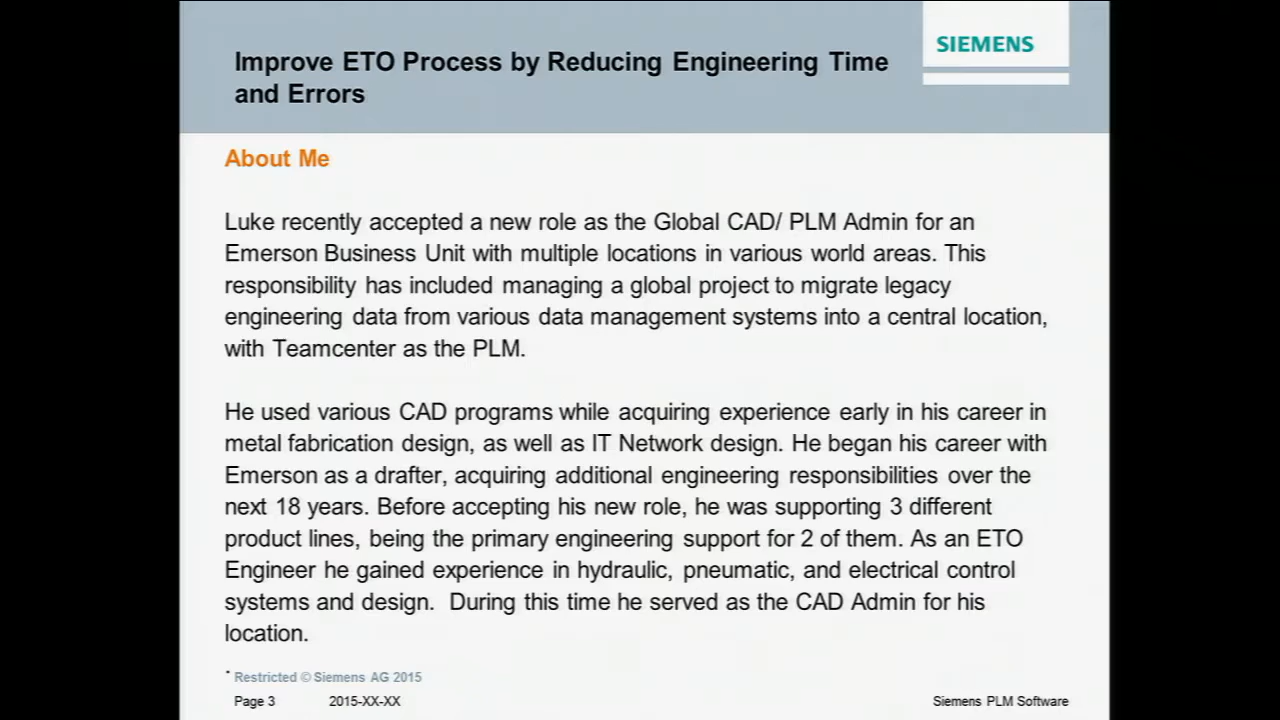 Improve ETO Process by Reducing Engineering Time
and Errors
SIEMENS
About Me
Luke recently accepted a new role as the Global CAD/ PLM Admin for an
Emerson Business Unit with multiple locations in various world areas. This
responsibility has included managing a global project to migrate legacy
engineering data from various data management systems into a central location,
with Teamcenter as the PLM.
He used various CAD programs while acquiring experience early in his career in
metal fabrication design, as well as IT Network design. He began his career with
Emerson as a drafter, acquiring additional engineering responsibilities over the
next 18 years. Before accepting his new role, he was supporting 3 different
product lines, being the primary engineering support for 2 of them. As an ETO
Engineer he gained experience in hydraulic, pneumatic, and electrical control
systems and design. During this time he served as the CAD Admin for his
location.
Restricted © Siemens AG 2015
Page 3 2015-XX-XX Siemens PLM Software